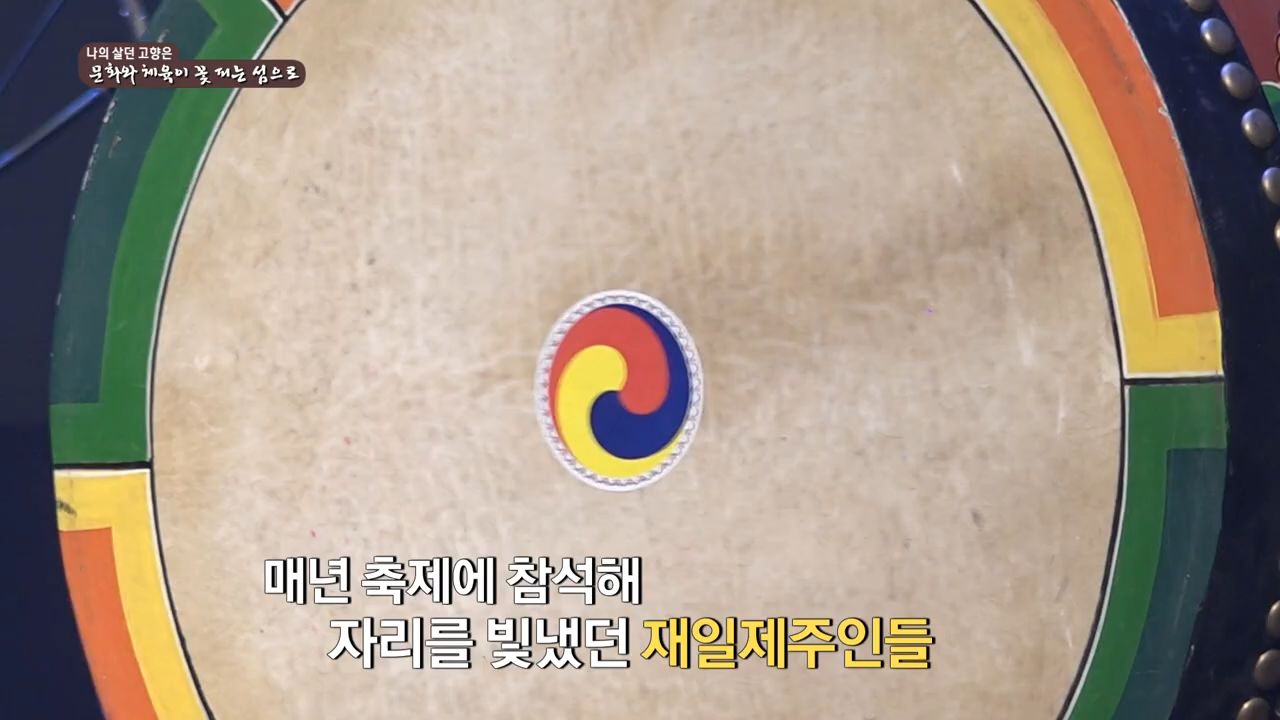 나의 살던 고향은
문화와 체육이 꽃 피는 섬으로
매년 축제에 참석해
자리를 빛냈던 재일제주인들